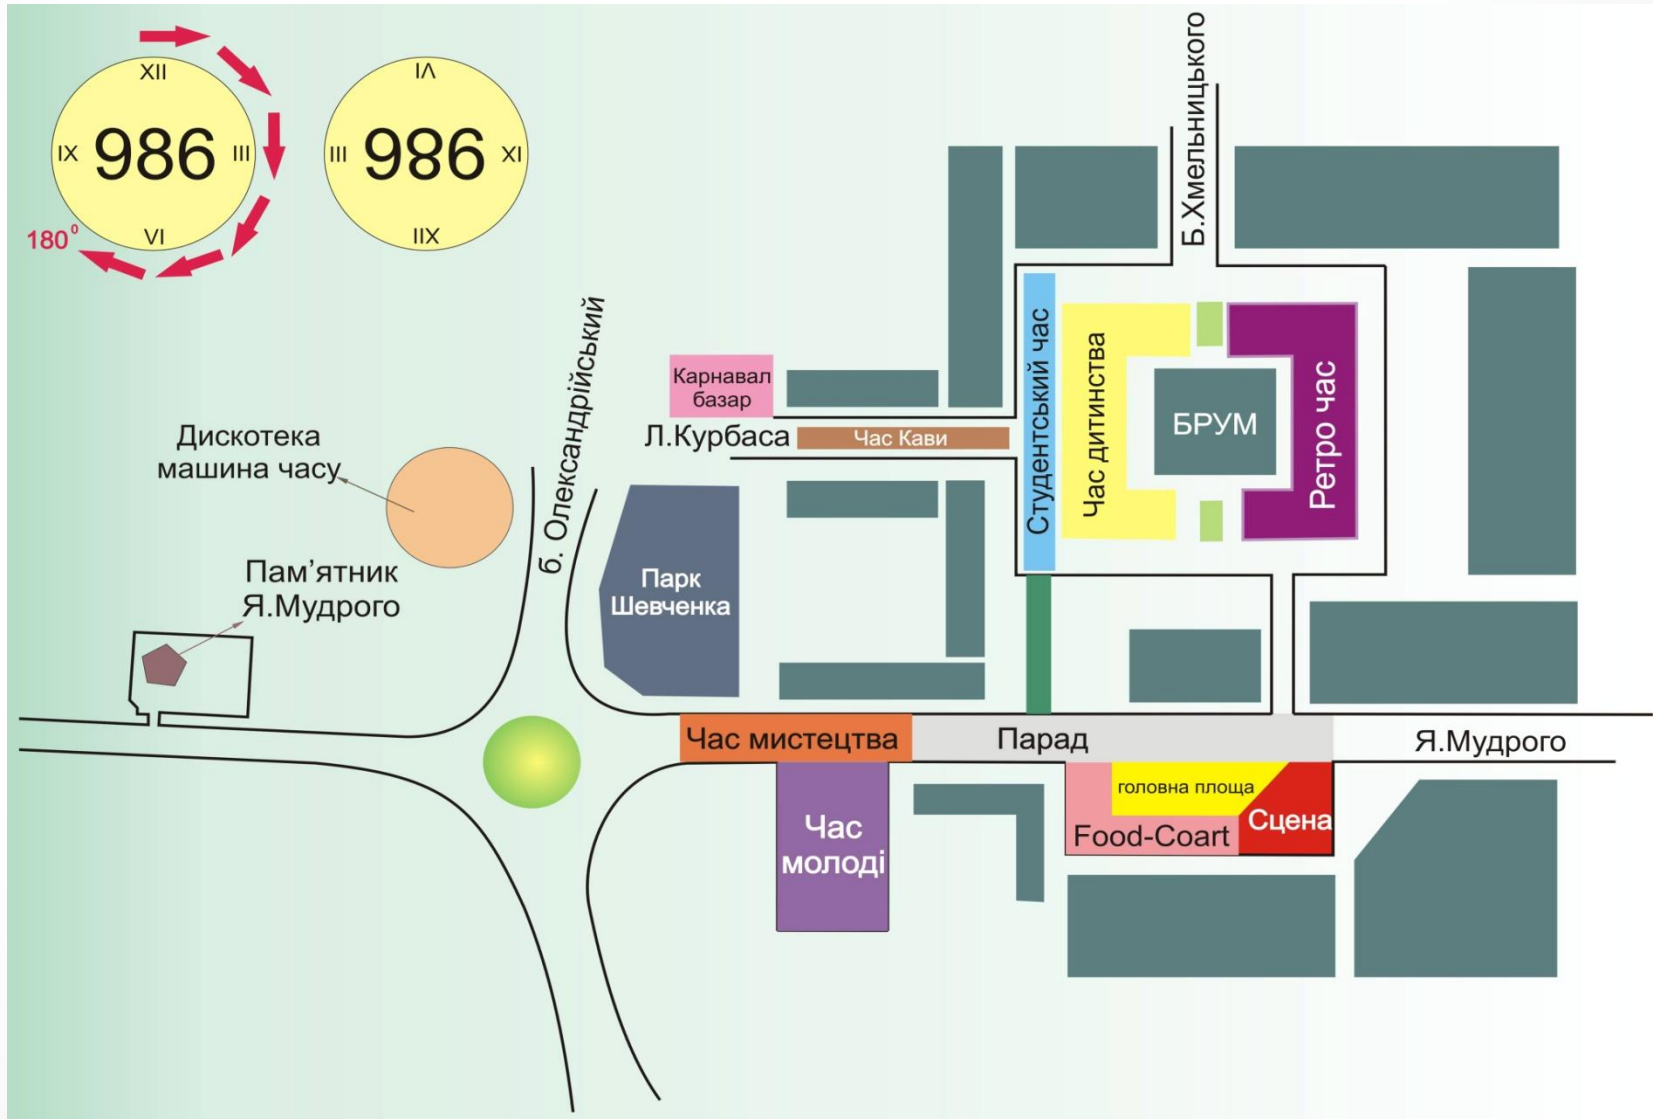 XII
IX 986 III
VI
180⁰
IV
III 986 XI
IIX
Б.Хмельницького
б. Олександрійський
Карнавал
базар
Л.Курбаса
Час Кави
Студентський час
Час дитинства
БРУМ
Ретро час
Дискотека
машина часу
Пам’ятник
Я.Мудрого
Парк
Шевченка
Час мистецтва
Парад
Я.Мудрого
Час
молоді
головна площа
Food-Coart
Сцена